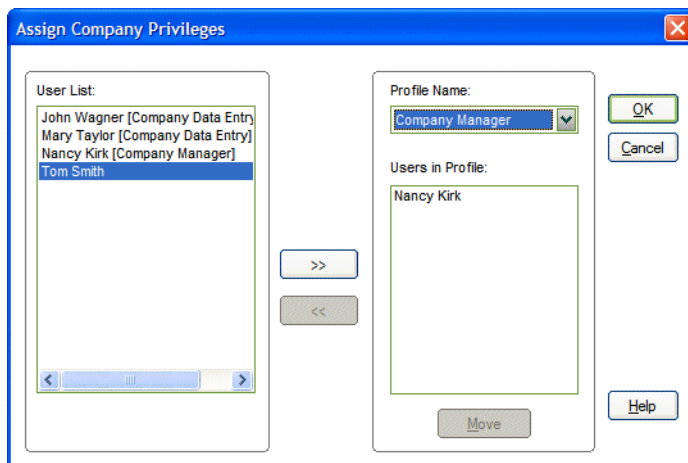 Assign Company Privileges
User List:
John Wagner [Company Data Entry
Mary Taylor [Company Data Entry]
Nancy Kirk [Company Manager]
Tom Smith
>>
<<
Profile Name:
Company Manager
Users in Profile:
Nancy Kirk
Move
OK
Cancel
Help